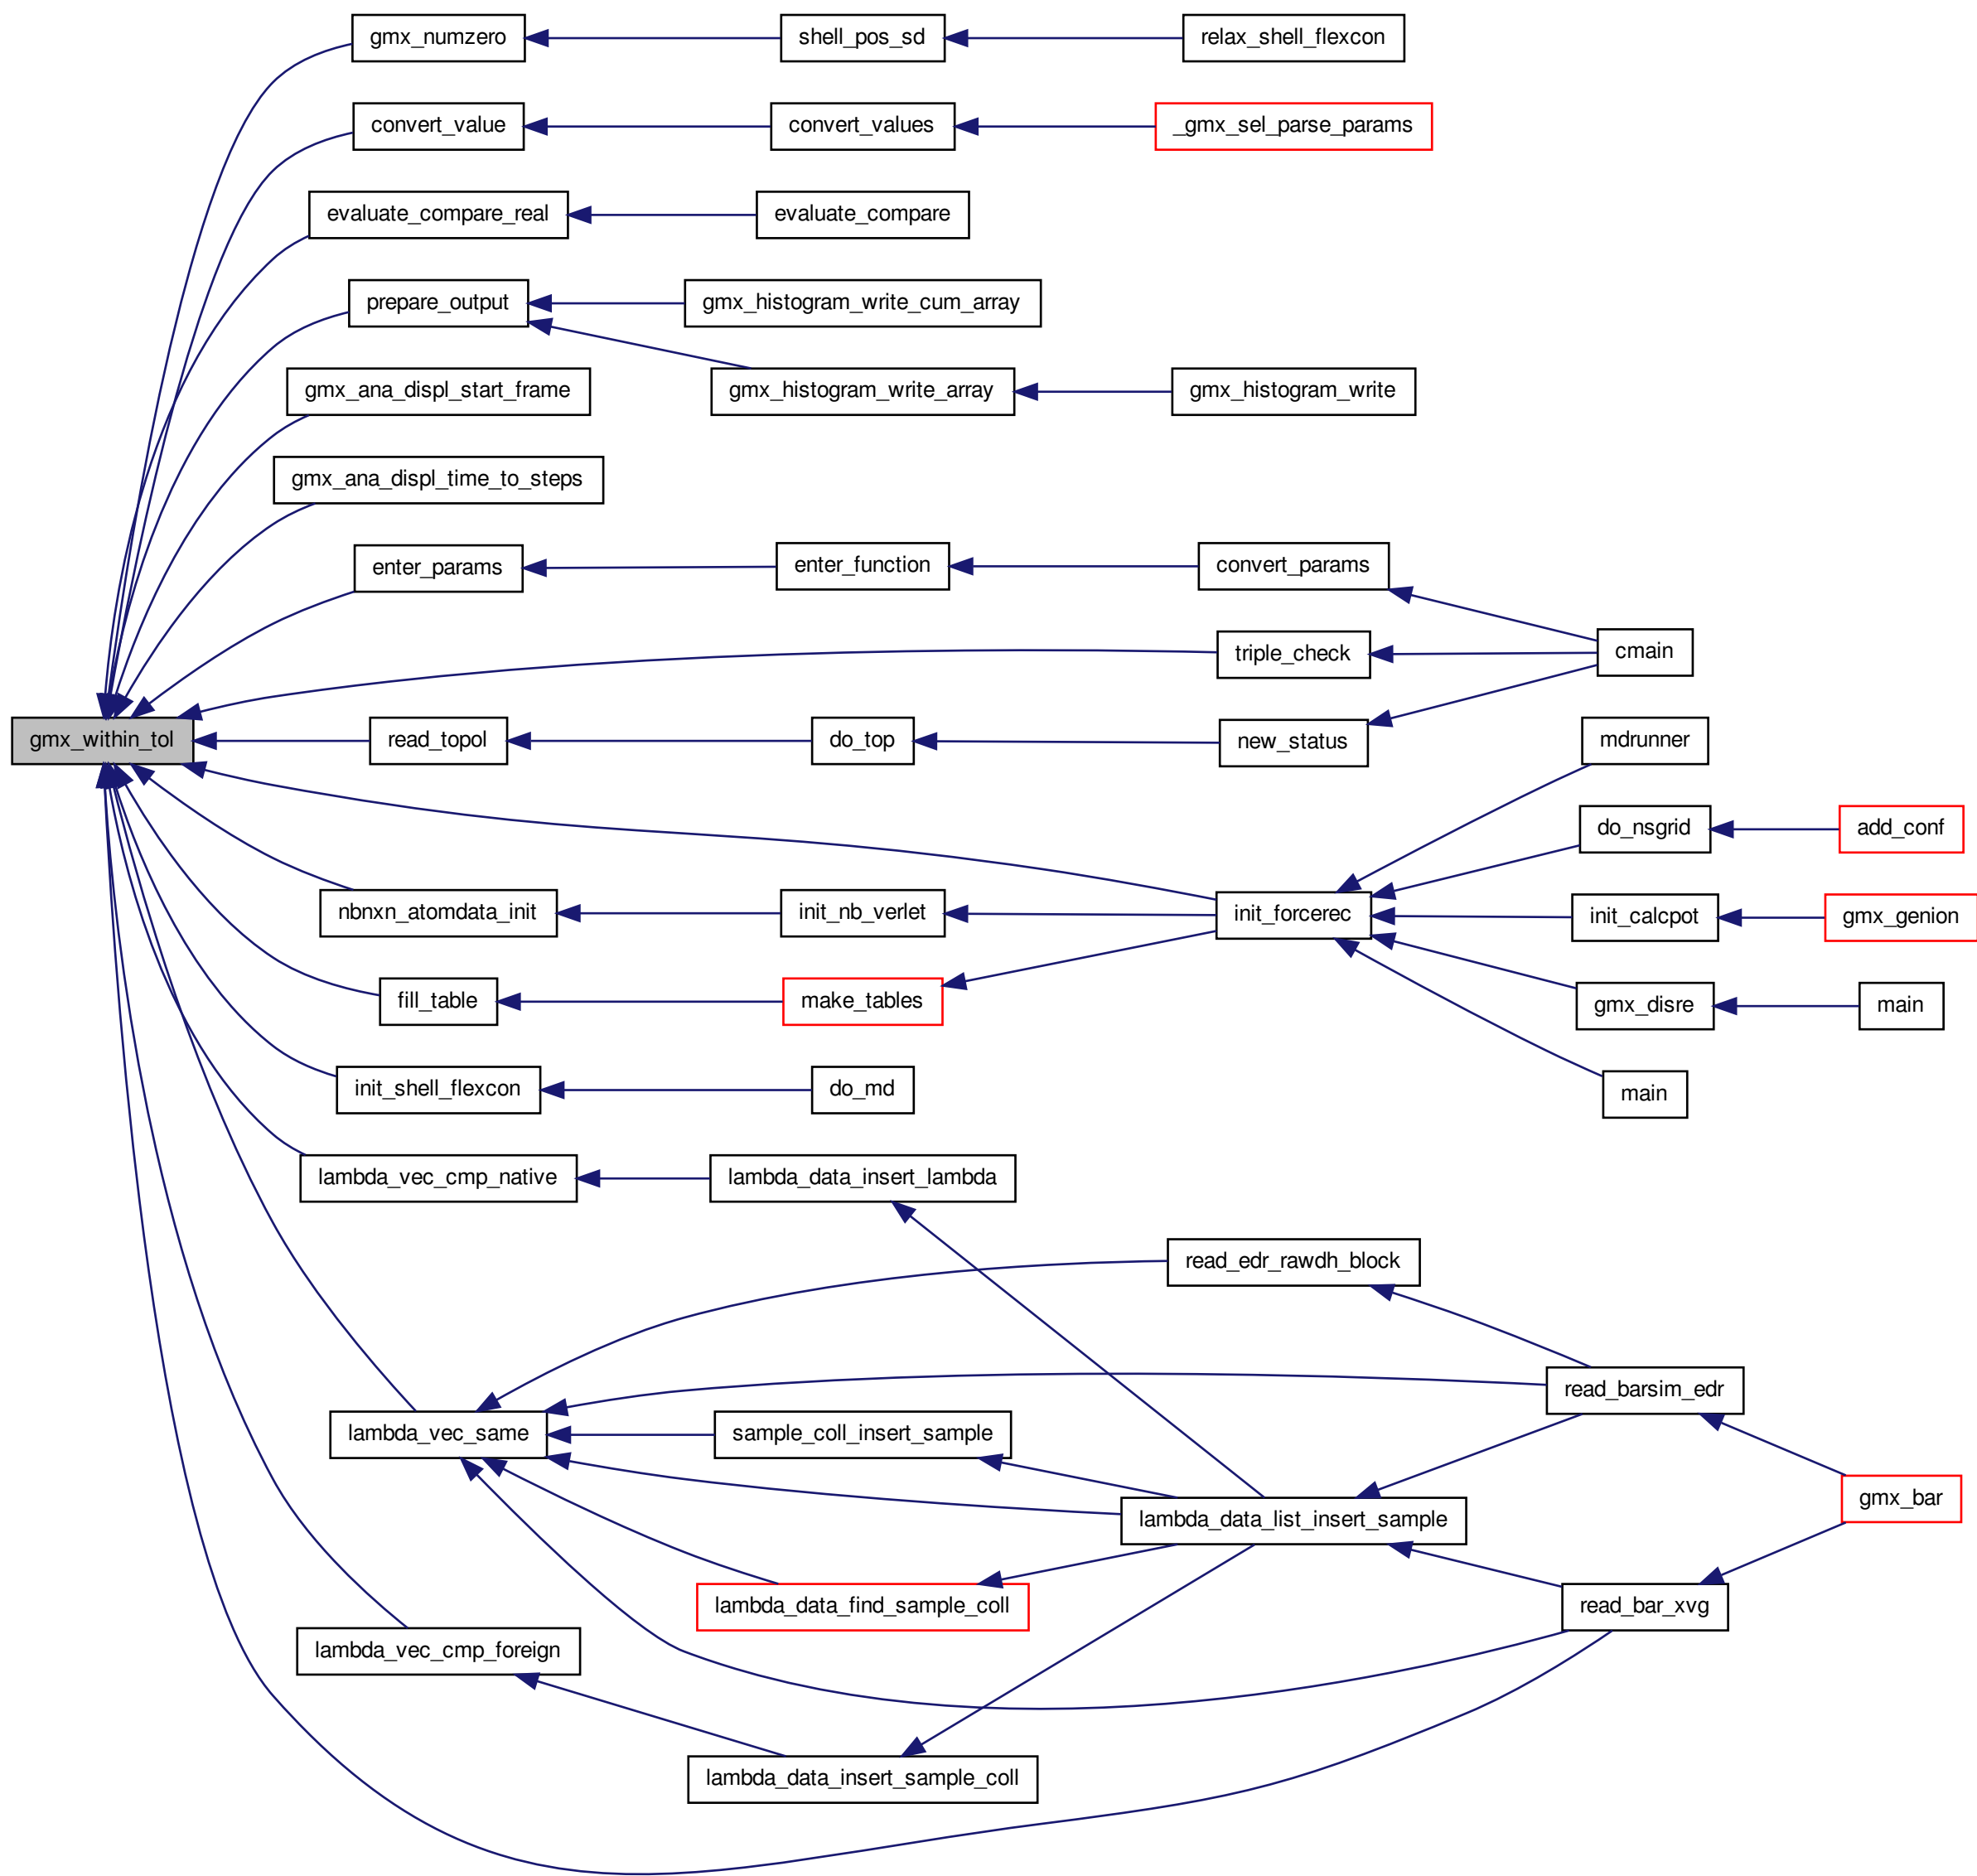 gmx_numzero
shell_pos_sd
relax_shell_flexcon
convert_value
convert_values
_gmx_sel_parse_params
evaluate_compare_real
evaluate_compare
prepare_output
gmx_histogram_write_cum_array
gmx_ana_displ_start_frame
gmx_histogram_write_array
gmx_histogram_write
gmx_ana_displ_time_to_steps
enter_params
enter_function
convert_params
triple_check
cmain
gmx_within_tol
read_topol
do_top
new_status
mdrunner
do_nsgrid
add_conf
nbnxn_atomdata_init
init_nb_verlet
init_forcerec
init_calcpot
gmx_genion
fill_table
make_tables
gmx_disre
main
init_shell_flexcon
do_md
main
lambda_vec_cmp_native
lambda_data_insert_lambda
read_edr_rawdh_block
read_barsim_edr
lambda_vec_same
sample_coll_insert_sample
gmx_bar
lambda_data_list_insert_sample
lambda_data_find_sample_coll
read_bar_xvg
lambda_vec_cmp_foreign
lambda_data_insert_sample_coll